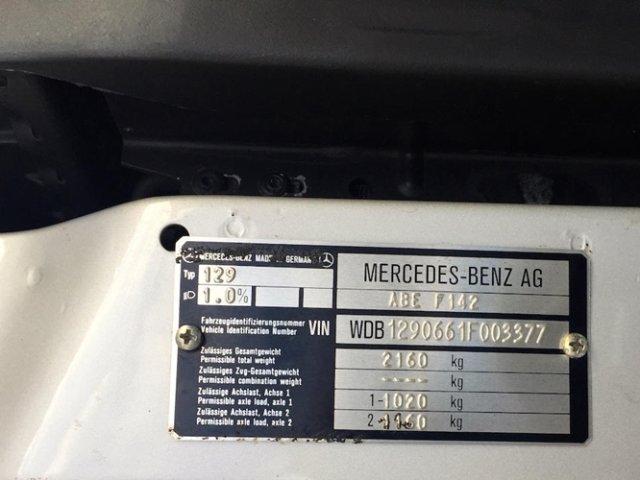 MERCEDES-BENZ MADE IN GERMANY
MERCEDES-BENZ AG
Typ 129
ABE F142
1.0%
Fahrzeugidentifizierungsnummer
Vehicle Identification Number VIN WDB1290661F003377
Zulässiges Gesamtgewicht
Permissible total weight 2160 kg
Zulässiges Zug-Gesamtgewicht
Permissible combination weight ---- kg
Zulässige Achslast, Achse 1
Permissible axle load, axle 1 1-1020 kg
Zulässige Achslast, Achse 2
Permissible axle load, axle 2 2-1160 kg